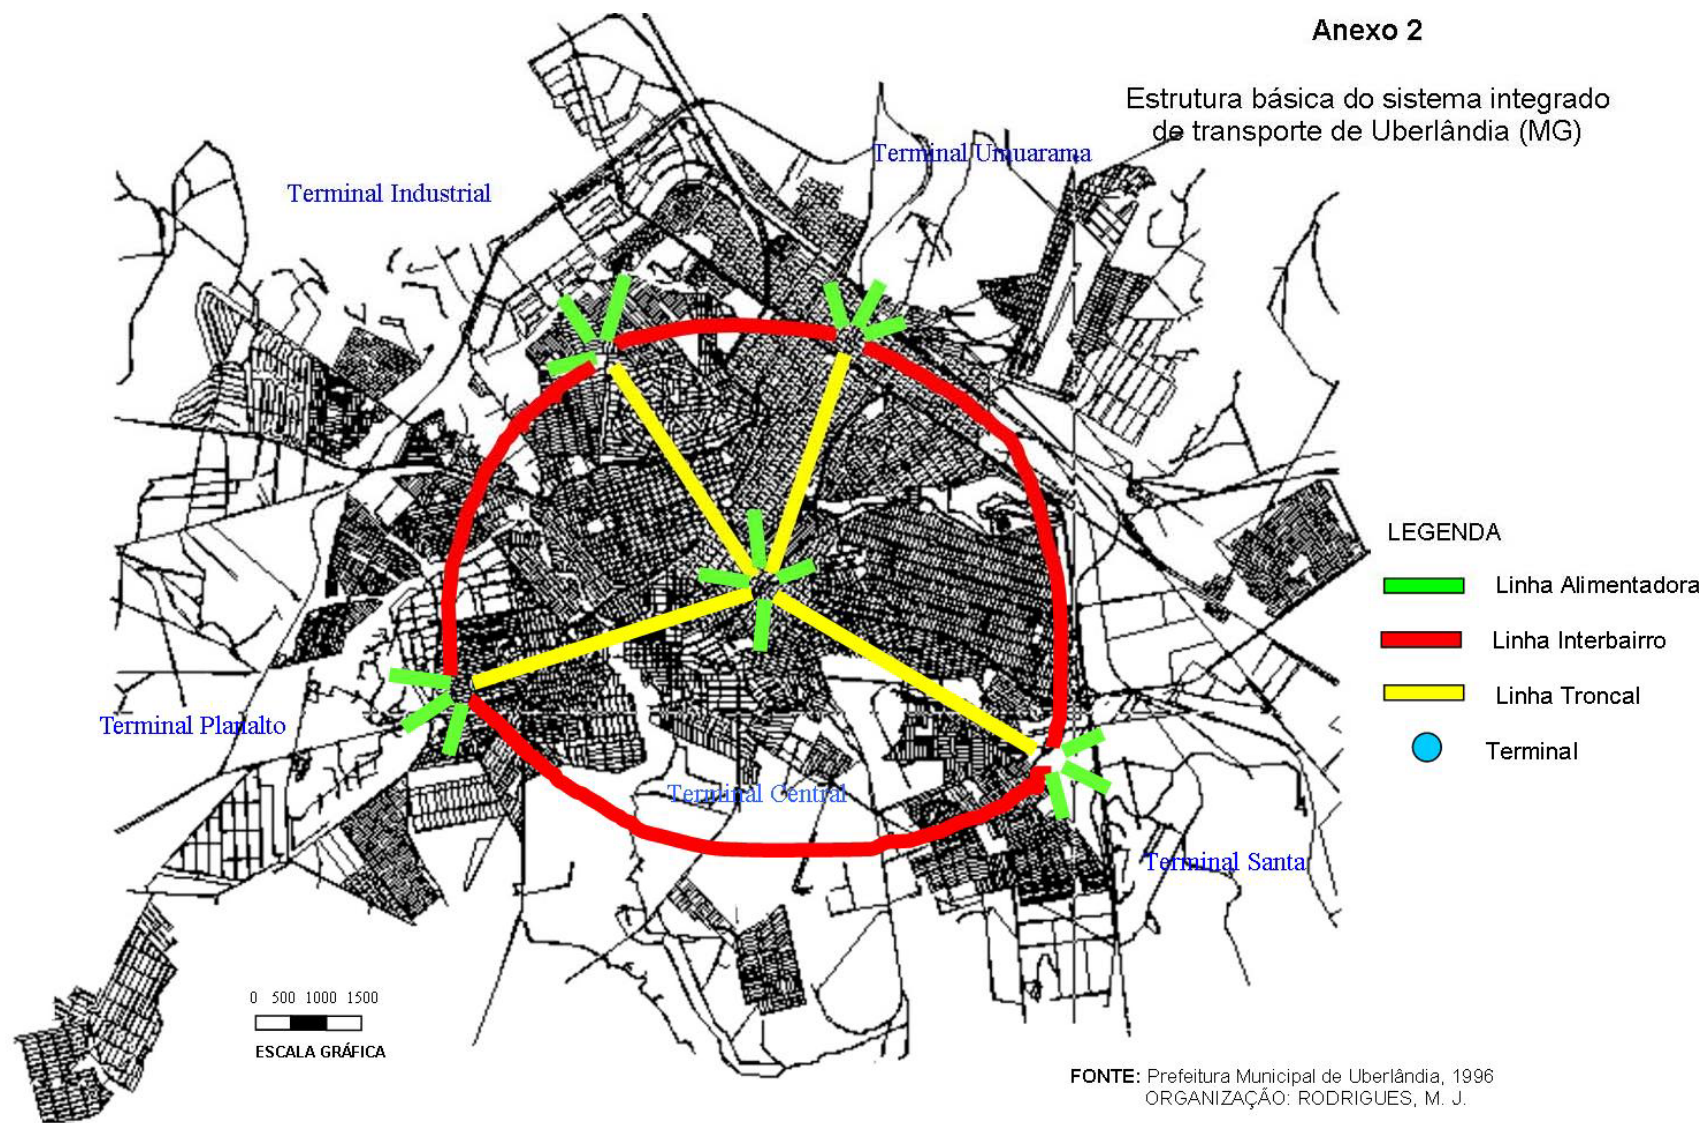 Anexo 2
Estrutura básica do sistema integrado
de transporte de Uberlândia (MG)
Terminal Umuarama
Terminal Industrial
LEGENDA
Linha Alimentadora
Linha Interbairro
Linha Troncal
Terminal
Terminal Planalto
Terminal Central
Terminal Santa
0 500 1000 1500
ESCALA GRÁFICA
FONTE: Prefeitura Municipal de Uberlândia, 1996
ORGANIZAÇÃO: RODRIGUES, M. J.